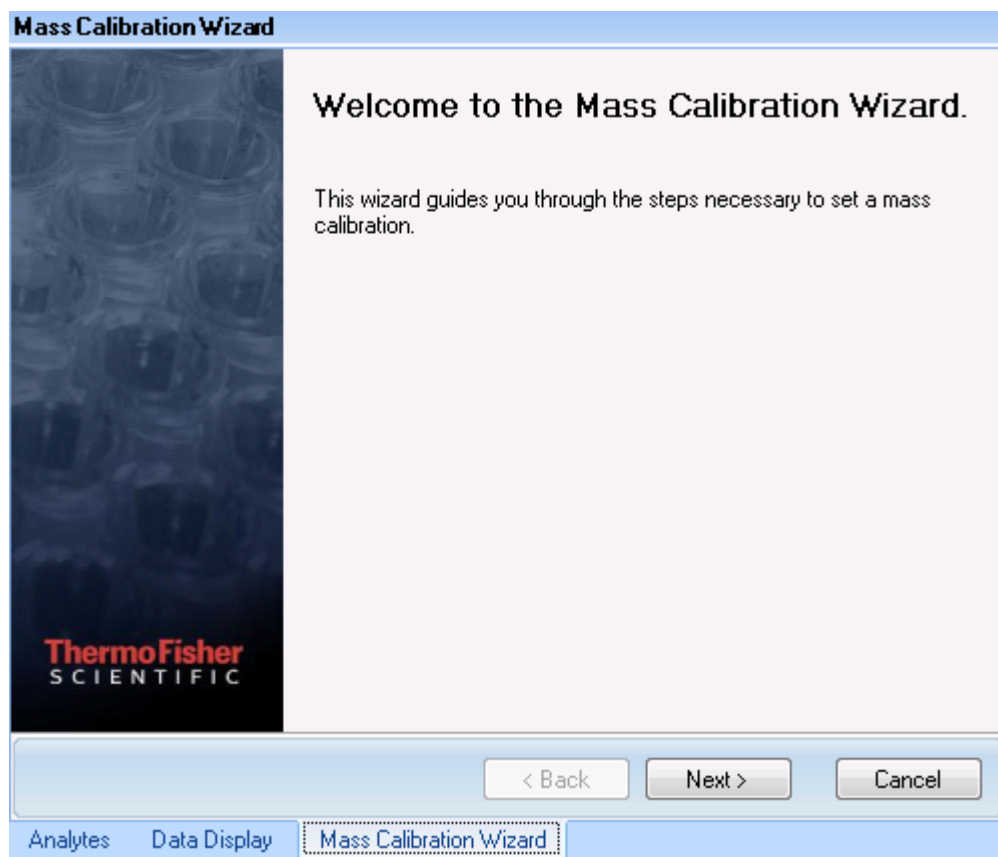 Mass Calibration Wizard
Welcome to the Mass Calibration Wizard.
This wizard guides you through the steps necessary to set a mass
calibration.
ThermoFisher
SCIENTIFIC
< Back Next > Cancel
Analytes Data Display Mass Calibration Wizard